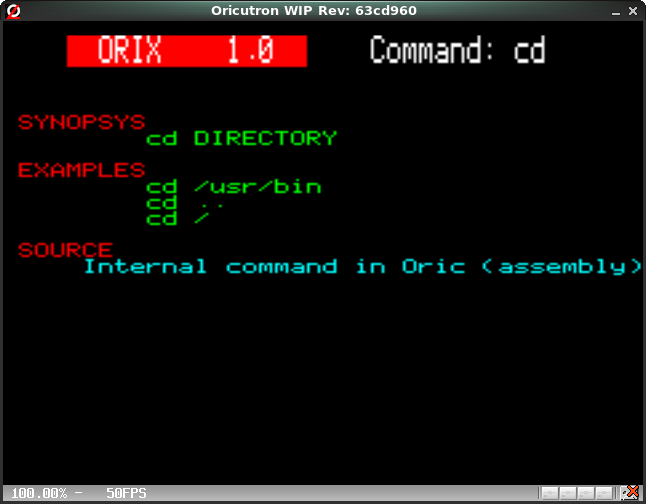 Oricutron WIP Rev: 63cd960
ORIX 1.0 Command: cd
SYNOPSYS
cd DIRECTORY
EXAMPLES
cd /usr/bin
cd ..
cd /
SOURCE
Internal command in Oric (assembly)
100.00% - 50FPS